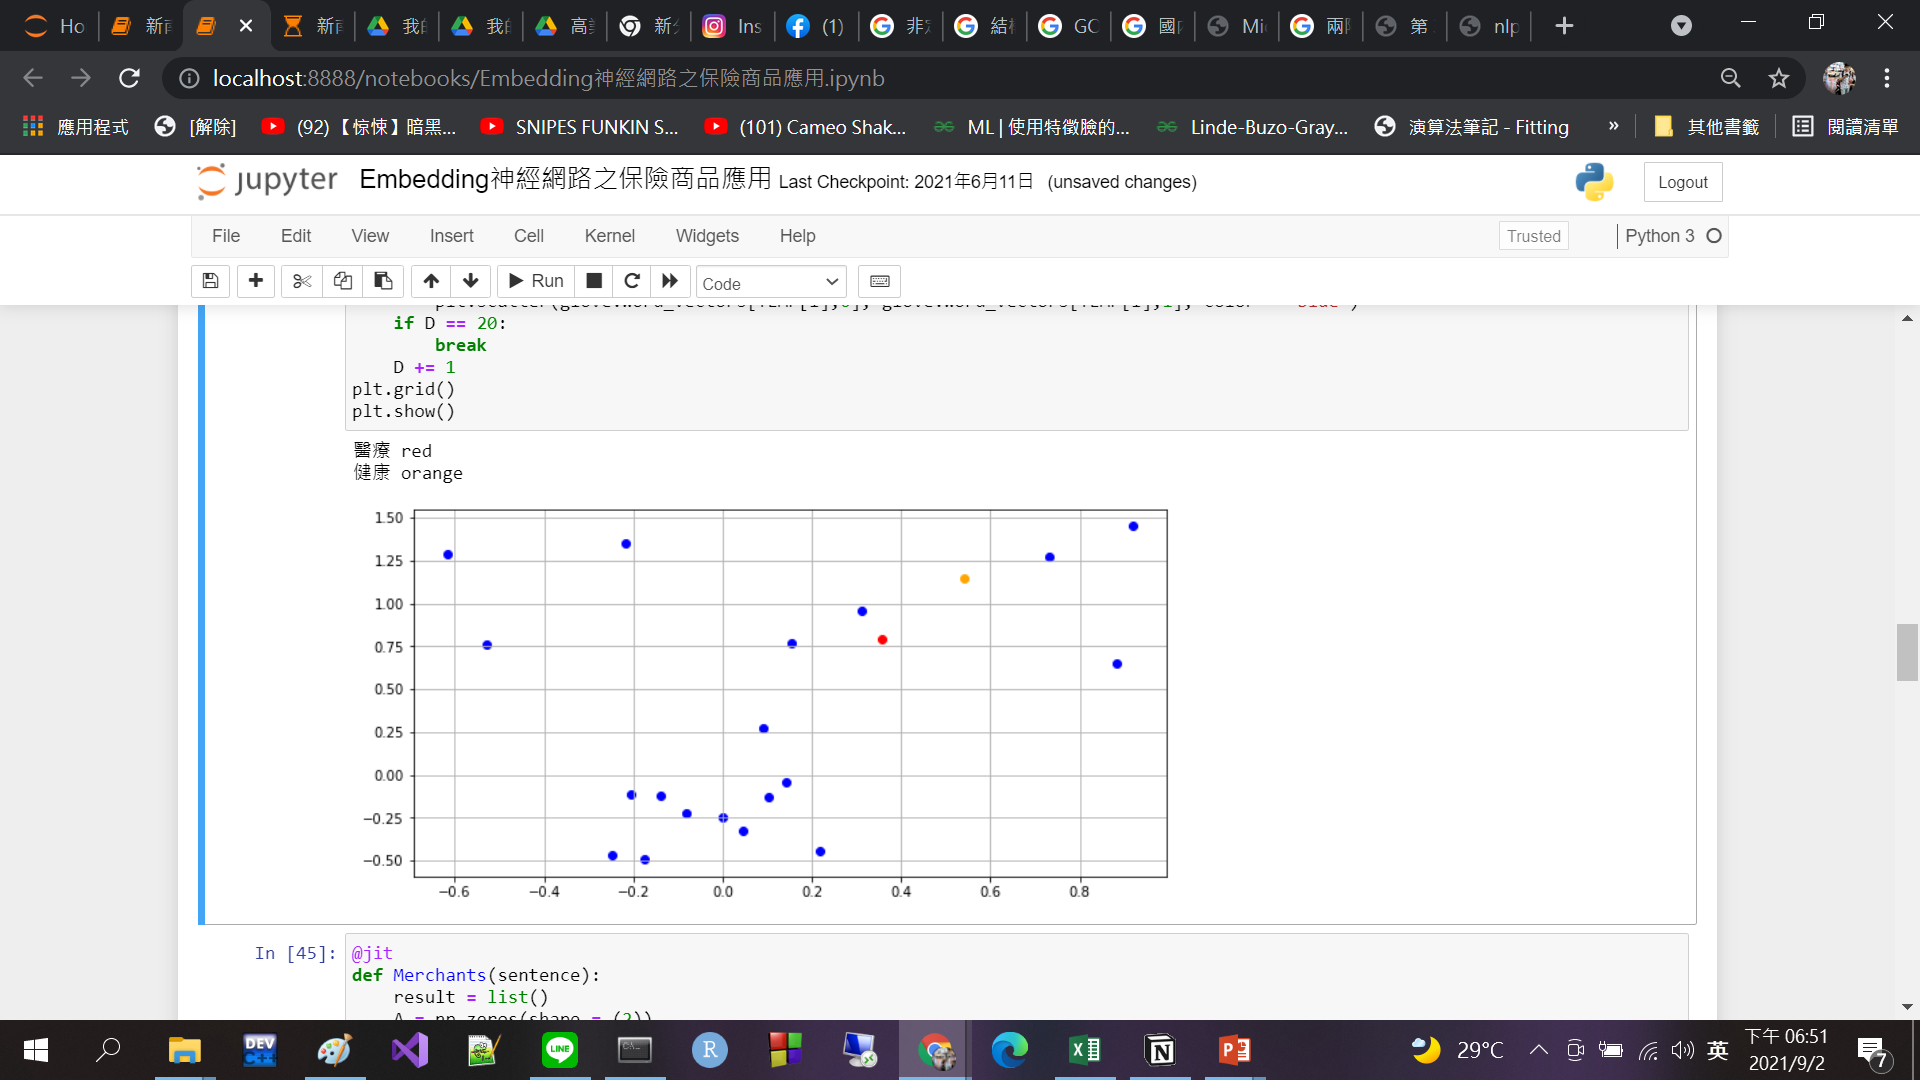 Ho 新 新 我 我 高 新 Ins (1) 非 結 GO 國 Mi 兩 第 nlp
localhost:8888/notebooks/Embedding神經網路之保險商品應用.ipynb
應用程式 [解除] (92) 【惊悚】暗黑... SNIPES FUNKIN S... (101) Cameo Shak... ML | 使用特徵臉的... Linde-Buzo-Gray... 演算法筆記 - Fitting » 其他書籤 閱讀清單
jupyter Embedding神經網路之保險商品應用 Last Checkpoint: 2021年6月11日 (unsaved changes) Logout
File Edit View Insert Cell Kernel Widgets Help Trusted Python 3
Run Code
if D == 20:
break
D += 1
plt.grid()
plt.show()
醫療 red
健康 orange
1.50
1.25
1.00
0.75
0.50
0.25
0.00
−0.25
−0.50
−0.6 −0.4 −0.2 0.0 0.2 0.4 0.6 0.8
In [45]: @jit
def Merchants(sentence):
result = list()
A = np.zeros(shape = (2))
DEV C++ LINE R N P
29°C 英 下午 06:51
2021/9/2 7